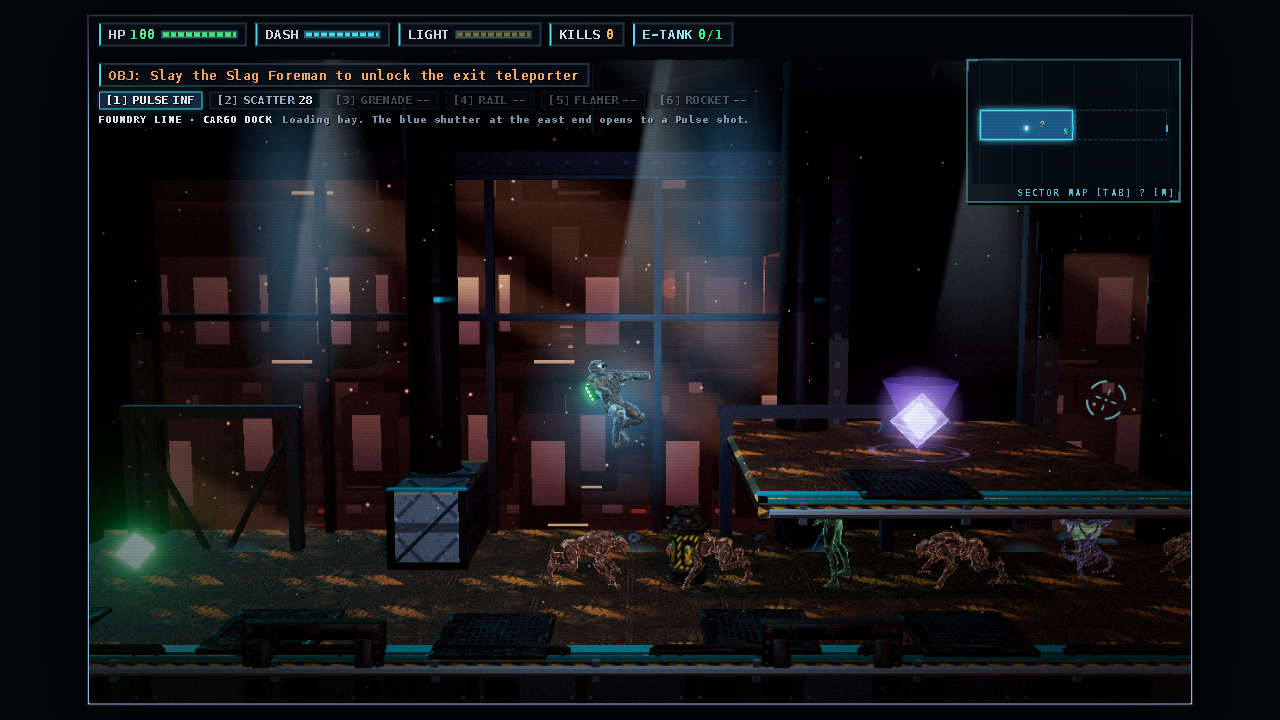 HP 100 DASH LIGHT KILLS 0 E-TANK 0/1
OBJ: Slay the Slag Foreman to unlock the exit teleporter
[1] PULSE INF [2] SCATTER 28 [3] GRENADE -- [4] RAIL -- [5] FLAMER -- [6] ROCKET --
FOUNDRY LINE · CARGO DOCK Loading bay. The blue shutter at the east end opens to a Pulse shot.
?
S
SECTOR MAP [TAB] ? [M]